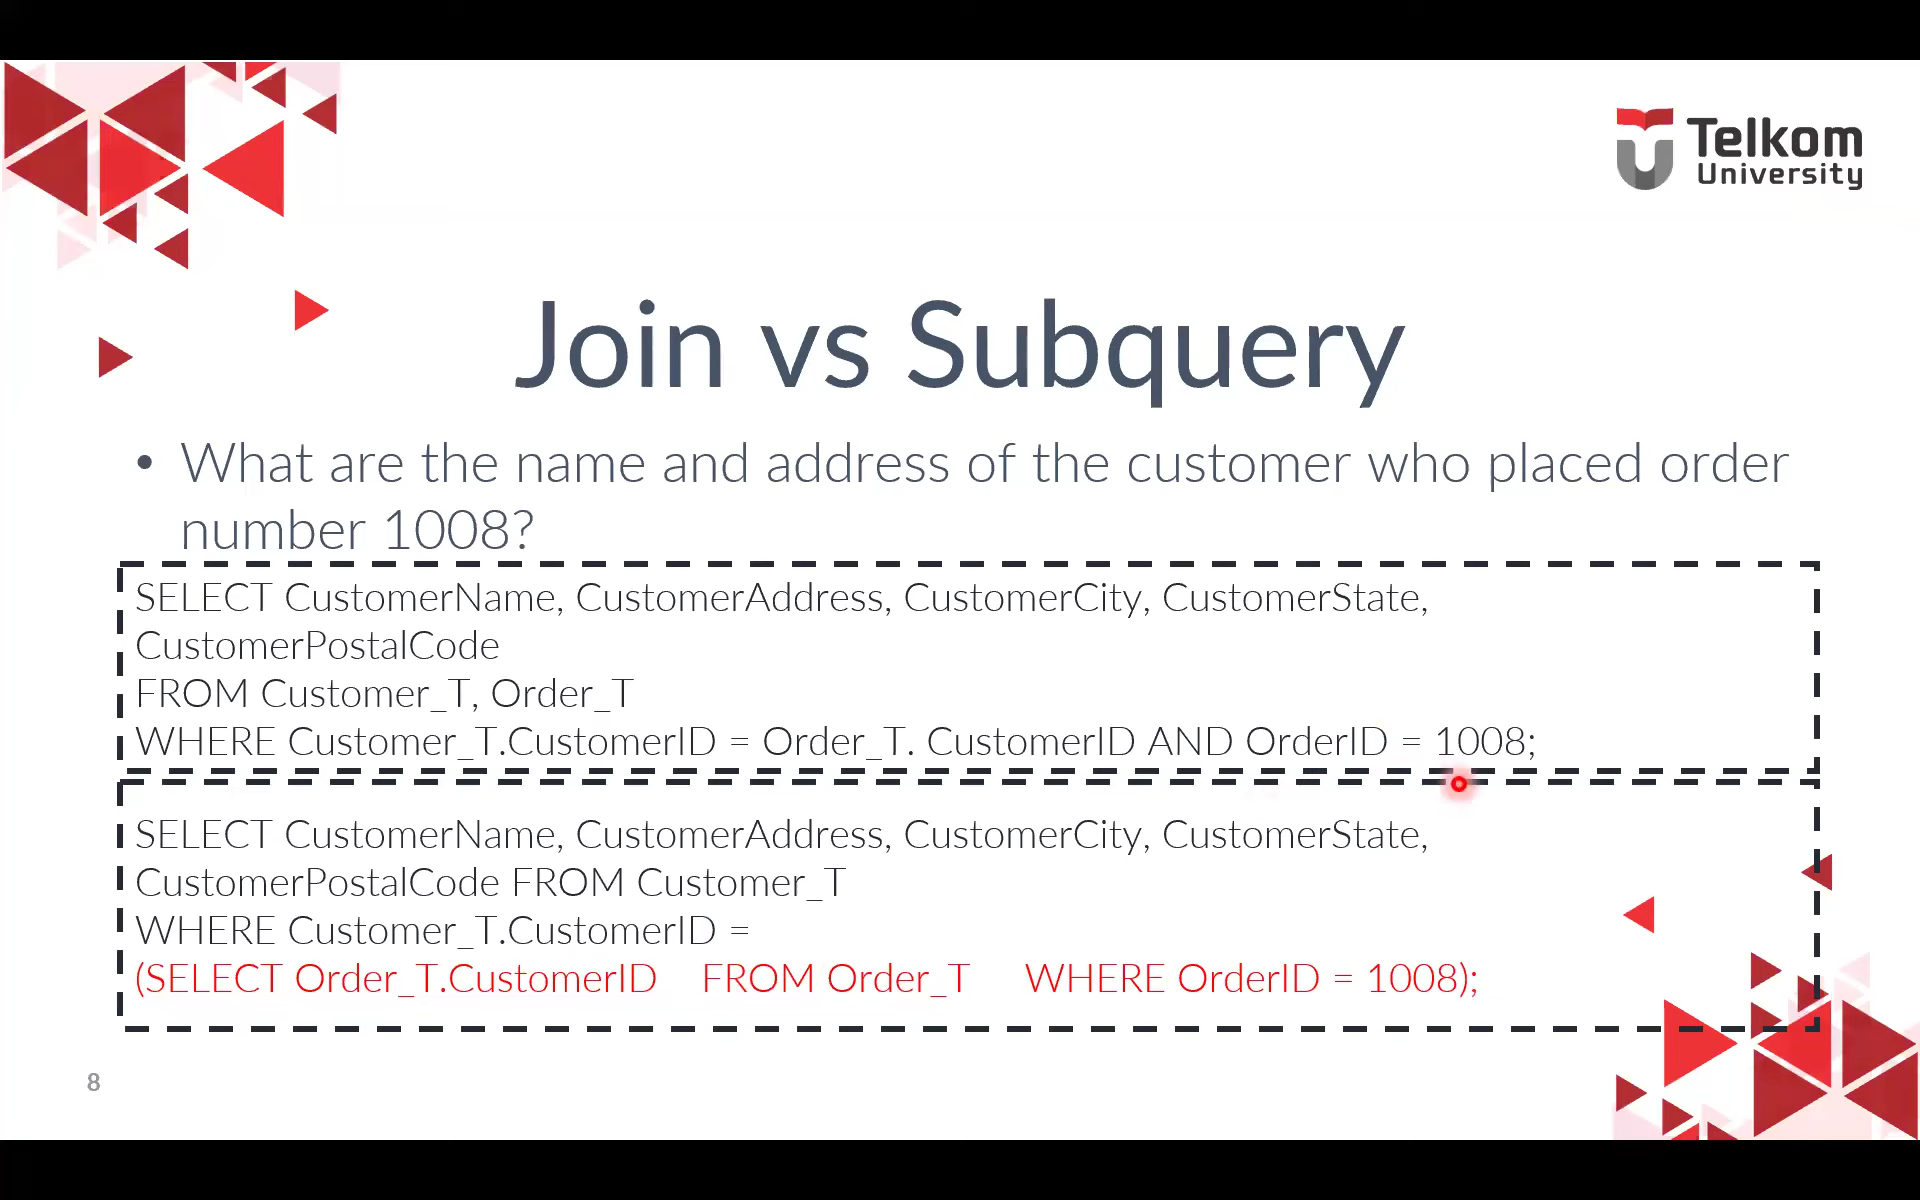 Telkom
University
Join vs Subquery
• What are the name and address of the customer who placed order
number 1008?
SELECT CustomerName, CustomerAddress, CustomerCity, CustomerState,
CustomerPostalCode
FROM Customer_T, Order_T
WHERE Customer_T.CustomerID = Order_T. CustomerID AND OrderID = 1008;
SELECT CustomerName, CustomerAddress, CustomerCity, CustomerState,
CustomerPostalCode FROM Customer_T
WHERE Customer_T.CustomerID =
(SELECT Order_T.CustomerID FROM Order_T WHERE OrderID = 1008);
8